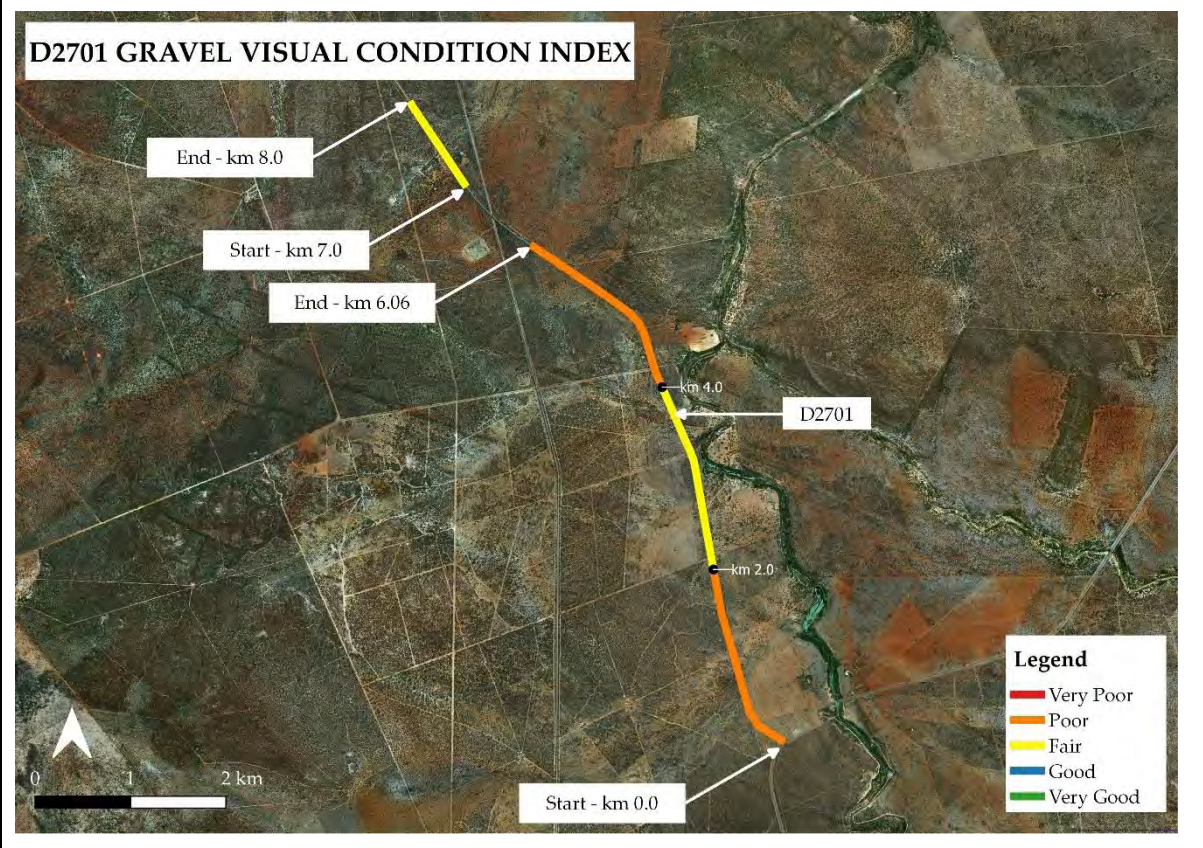 D2701 GRAVEL VISUAL CONDITION INDEX
End - km 8.0
Start - km 7.0
End - km 6.06
km 4.0
D2701
km 2.0
Legend
Very Poor
Poor
Fair
Good
Very Good
0 1 2 km
Start - km 0.0